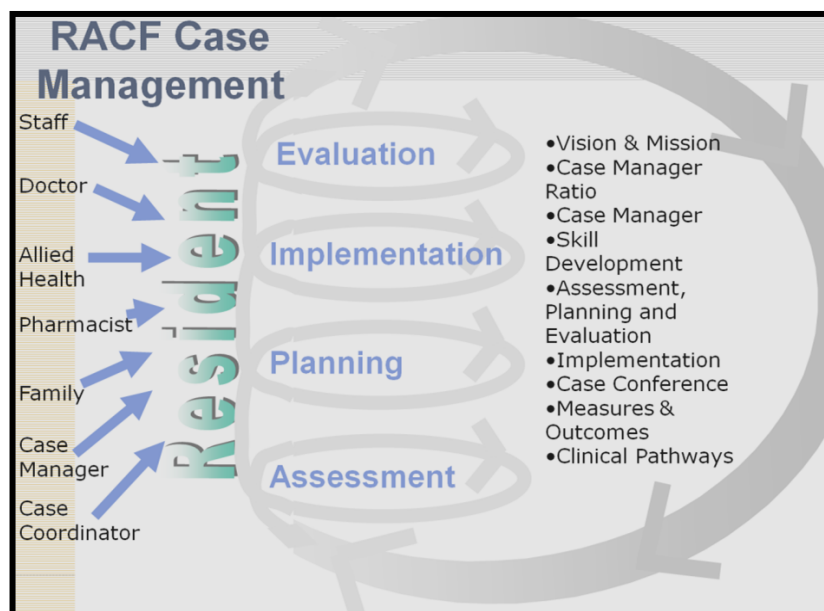 RACF Case
Management
Staff
Doctor
Allied
Health
Pharmacist
Family
Case
Manager
Case
Coordinator
Resident
Evaluation
Implementation
Planning
Assessment
•Vision & Mission
•Case Manager
Ratio
•Case Manager
•Skill
Development
•Assessment,
Planning and
Evaluation
•Implementation
•Case Conference
•Measures &
Outcomes
•Clinical Pathways